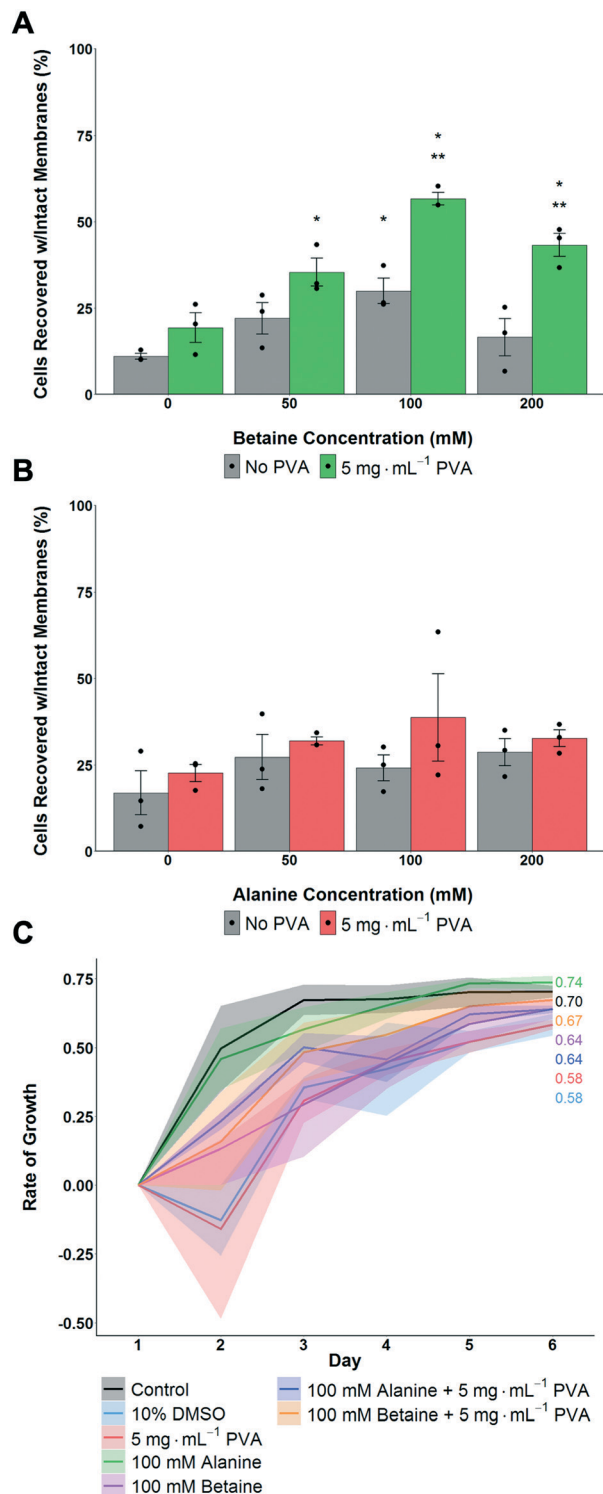 A
Cells Recovered w/Intact Membranes (%)
100
75
50
25
0
*
*
*
**
*
**
0 50 100 200
Betaine Concentration (mM)
No PVA 5 mg · mL⁻¹ PVA
B
Cells Recovered w/Intact Membranes (%)
100
75
50
25
0
0 50 100 200
Alanine Concentration (mM)
No PVA 5 mg · mL⁻¹ PVA
C
Rate of Growth
0.75
0.50
0.25
0.00
-0.25
-0.50
0.74
0.70
0.67
0.64
0.64
0.58
0.58
1 2 3 4 5 6
Day
Control
10% DMSO
5 mg · mL⁻¹ PVA
100 mM Alanine
100 mM Betaine
100 mM Alanine + 5 mg · mL⁻¹ PVA
100 mM Betaine + 5 mg · mL⁻¹ PVA